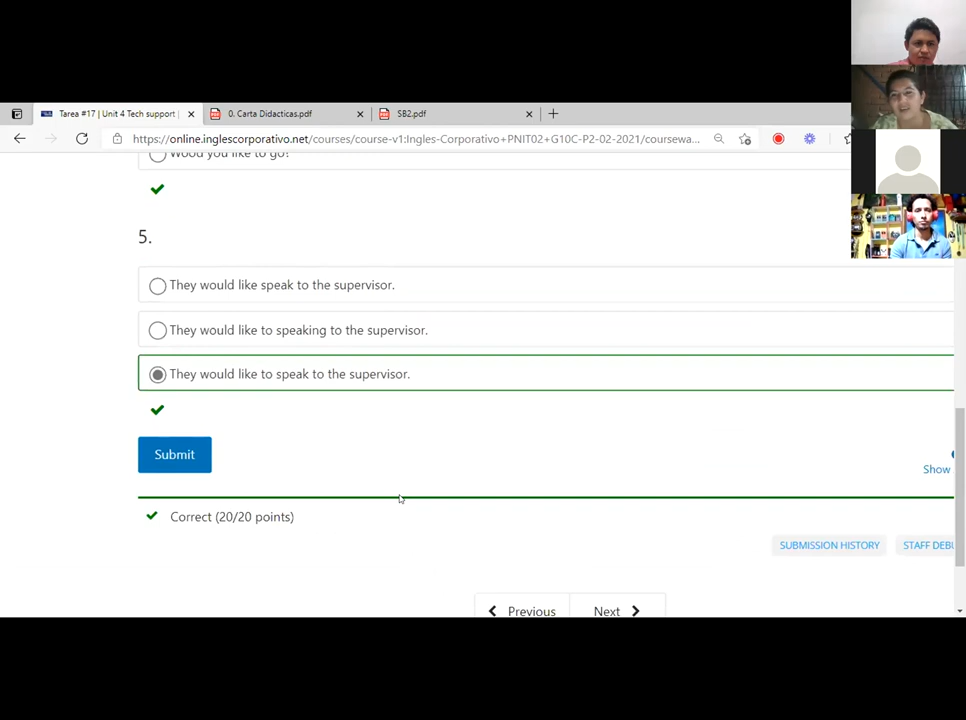 Tarea #17 | Unit 4 Tech support
0. Carta Didacticas.pdf
SB2.pdf
https://online.inglescorporativo.net/courses/course-v1:Ingles-Corporativo+PNIT02+G10C-P2-02-2021/coursewa...
Wood you like to go?
5.
They would like speak to the supervisor.
They would like to speaking to the supervisor.
They would like to speak to the supervisor.
Submit
Show
Correct (20/20 points)
SUBMISSION HISTORY
STAFF DEBU
Previous
Next